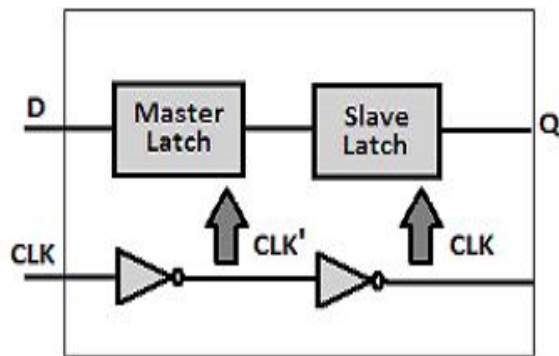 D
Master
Latch
Slave
Latch
Q
CLK
CLK'
CLK